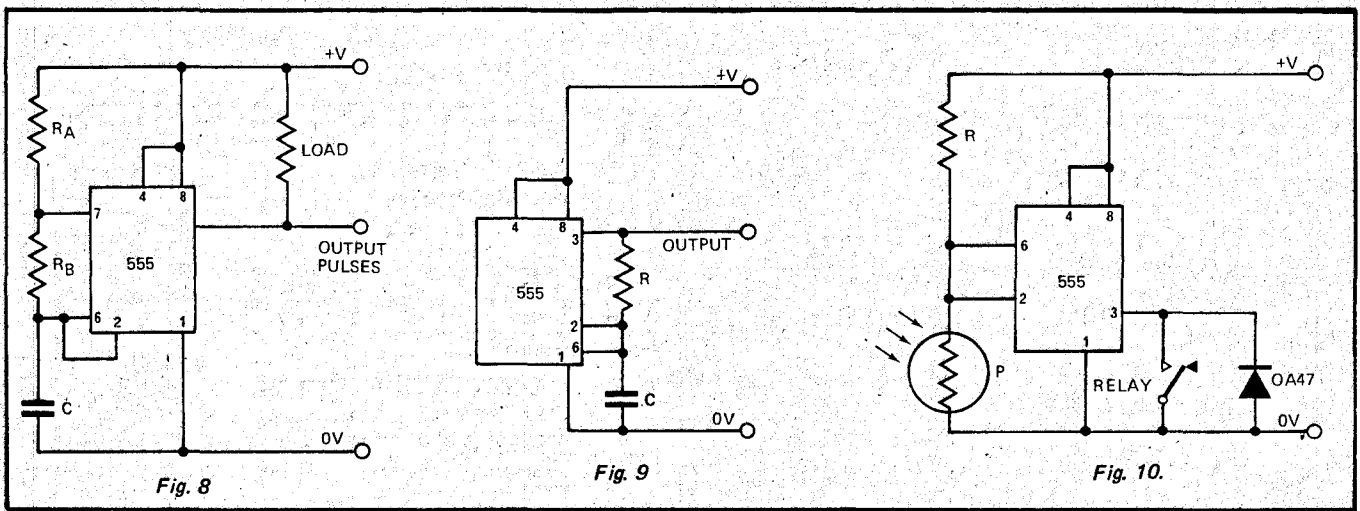 +V
R_A
LOAD
4 8
7
OUTPUT
PULSES
R_B
555
6
2 1
C
0V
Fig. 8
+V
4 8
3
OUTPUT
R
555
2
6
1
C
0V
Fig. 9
+V
R
4 8
6
555
2
3
1
P
RELAY
OA47
0V
Fig. 10.